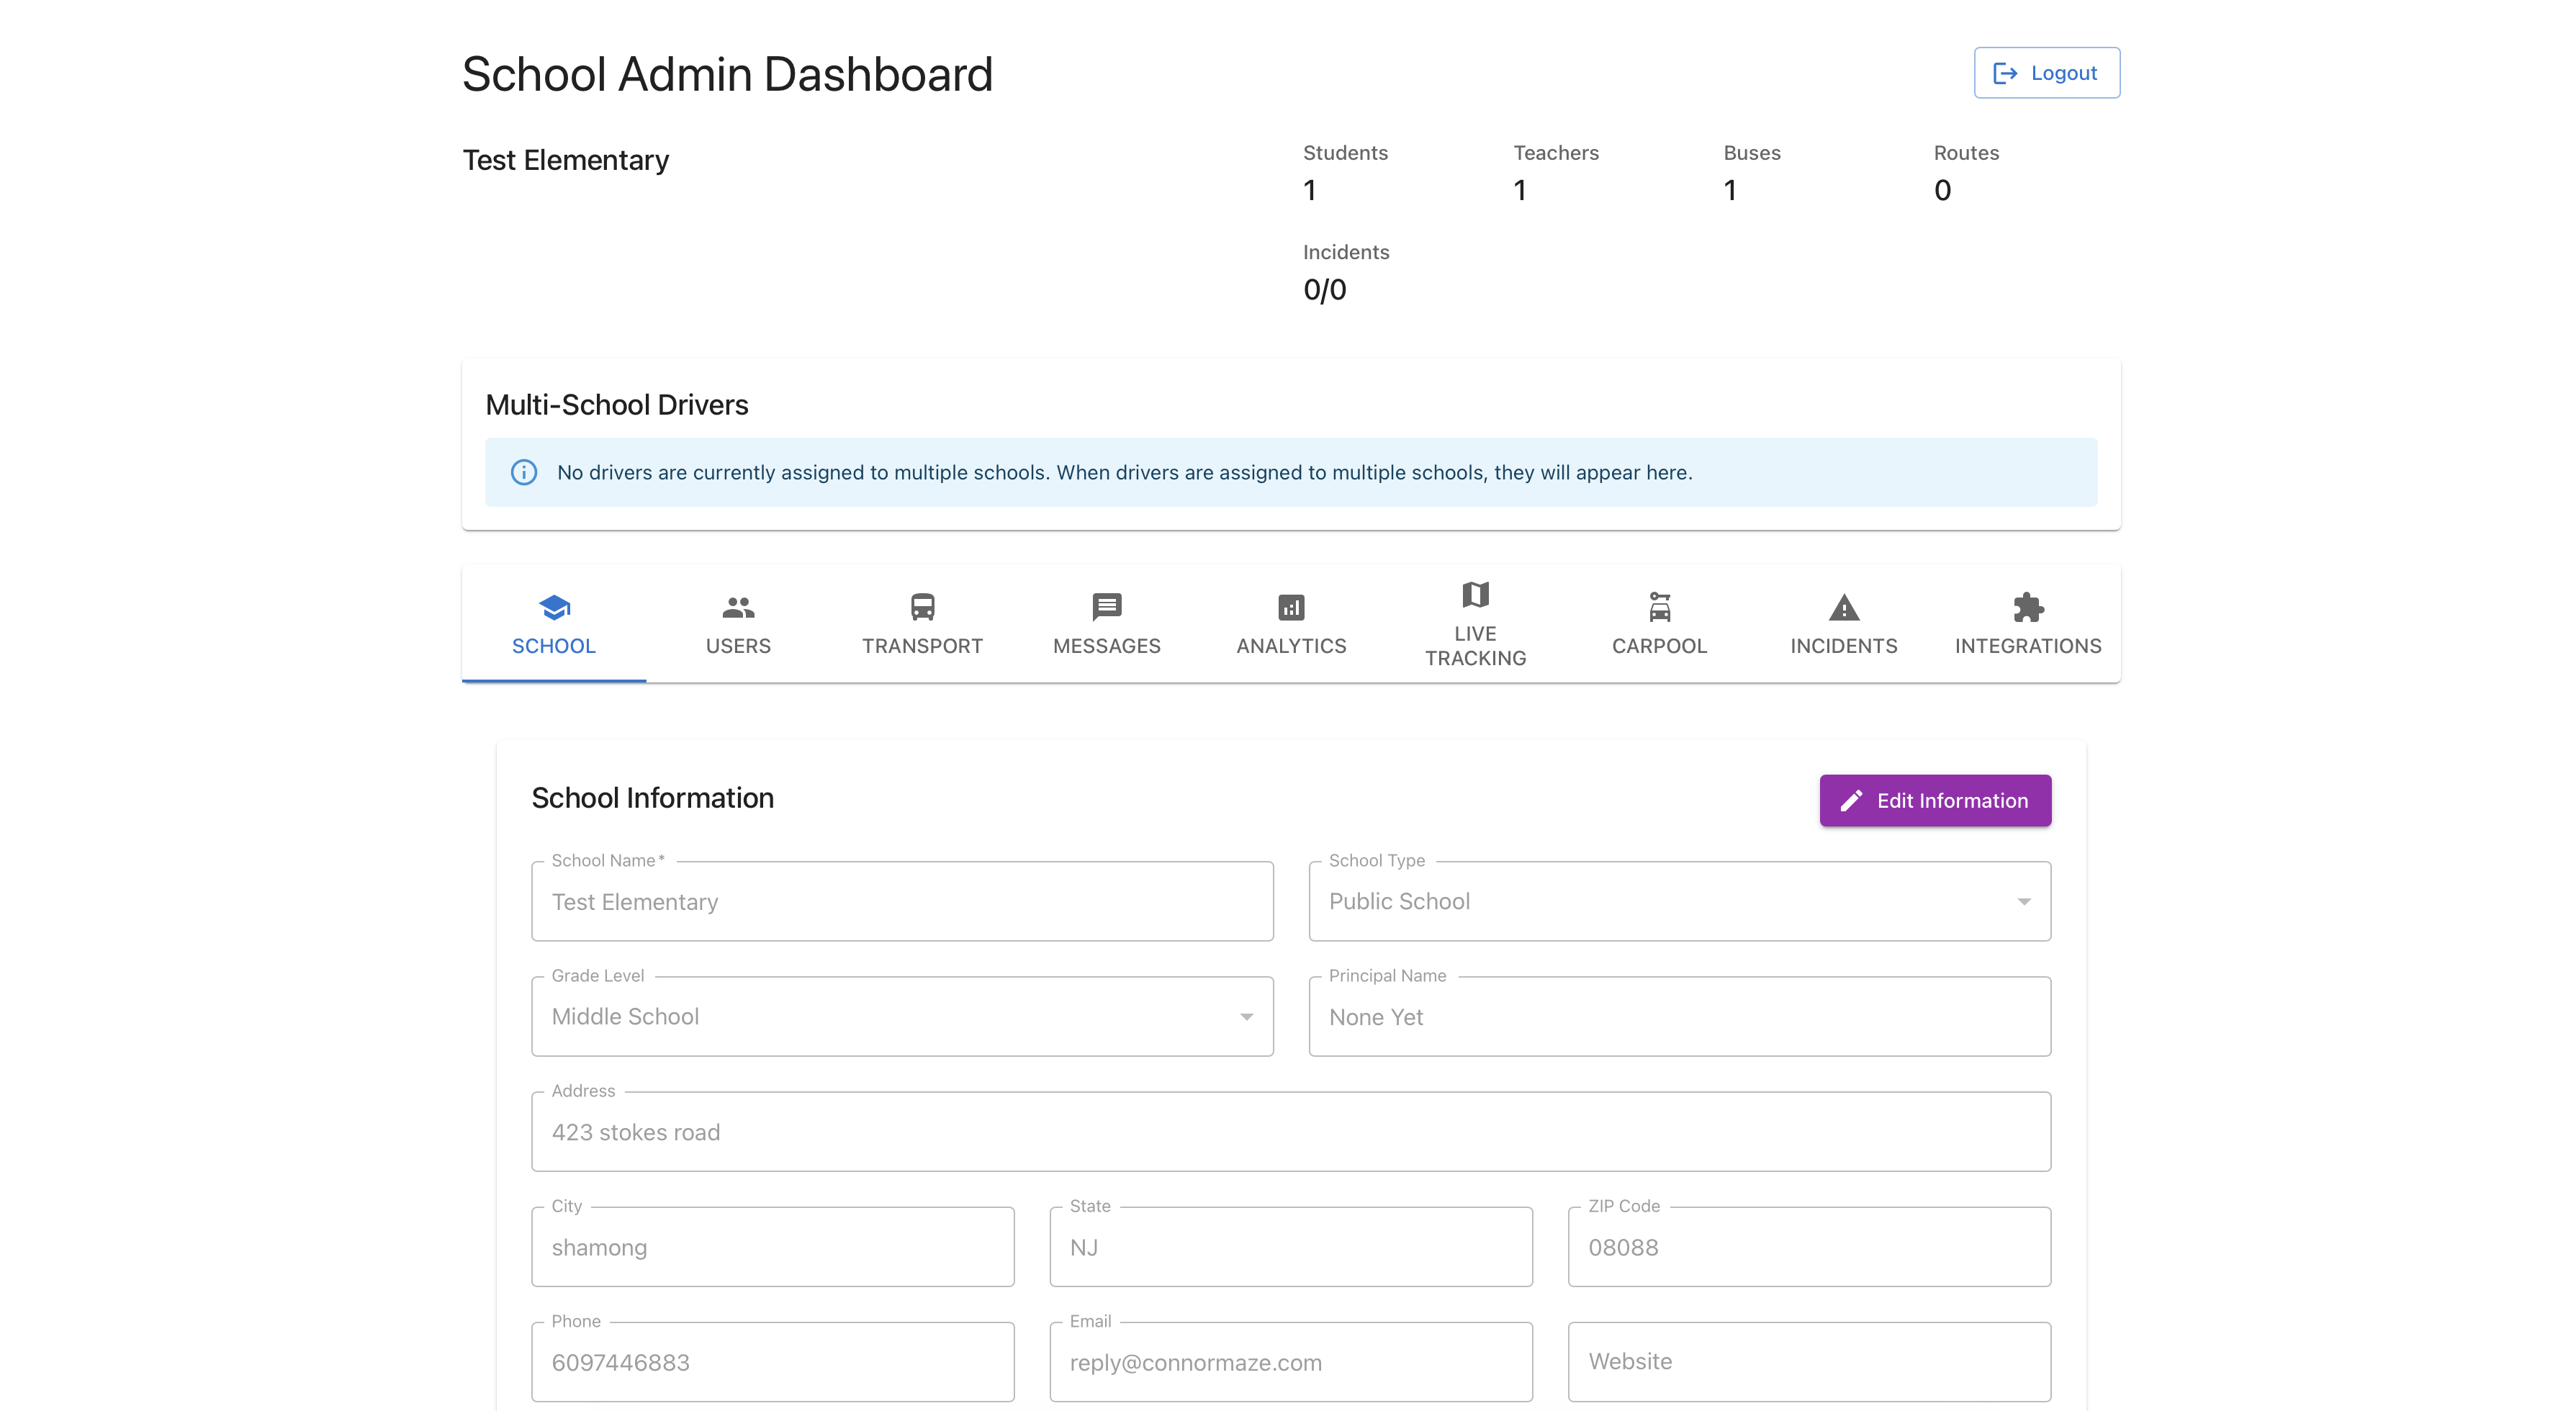 School Admin Dashboard
Logout
Test Elementary
Students
1
Teachers
1
Buses
1
Routes
0
Incidents
0/0
Multi-School Drivers
No drivers are currently assigned to multiple schools. When drivers are assigned to multiple schools, they will appear here.
SCHOOL
USERS
TRANSPORT
MESSAGES
ANALYTICS
LIVE
TRACKING
CARPOOL
INCIDENTS
INTEGRATIONS
School Information
Edit Information
School Name*
Test Elementary
School Type
Public School
Grade Level
Middle School
Principal Name
None Yet
Address
423 stokes road
City
shamong
State
NJ
ZIP Code
08088
Phone
6097446883
Email
reply@connormaze.com
Website